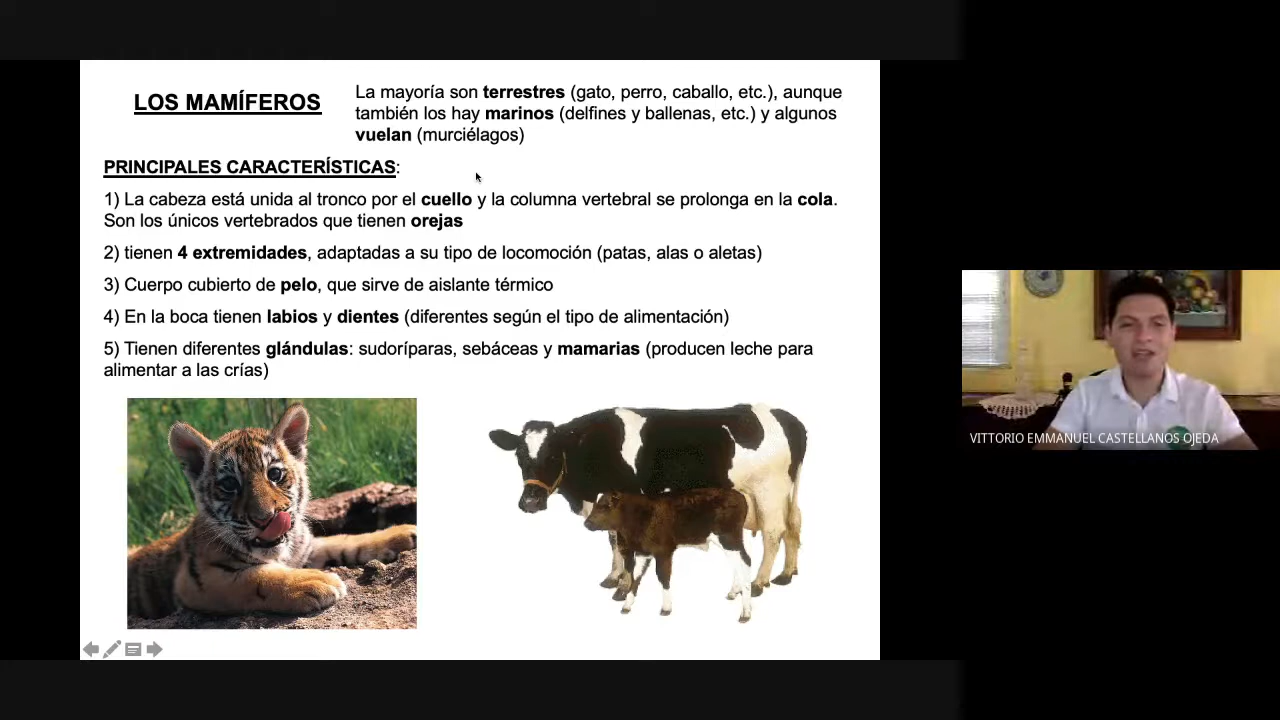 LOS MAMÍFEROS
La mayoría son terrestres (gato, perro, caballo, etc.), aunque
también los hay marinos (delfines y ballenas, etc.) y algunos
vuelan (murciélagos)
PRINCIPALES CARACTERÍSTICAS:
1) La cabeza está unida al tronco por el cuello y la columna vertebral se prolonga en la cola.
Son los únicos vertebrados que tienen orejas
2) tienen 4 extremidades, adaptadas a su tipo de locomoción (patas, alas o aletas)
3) Cuerpo cubierto de pelo, que sirve de aislante térmico
4) En la boca tienen labios y dientes (diferentes según el tipo de alimentación)
5) Tienen diferentes glándulas: sudoríparas, sebáceas y mamarias (producen leche para
alimentar a las crías)
VITTORIO EMMANUEL CASTELLANOS OJEDA